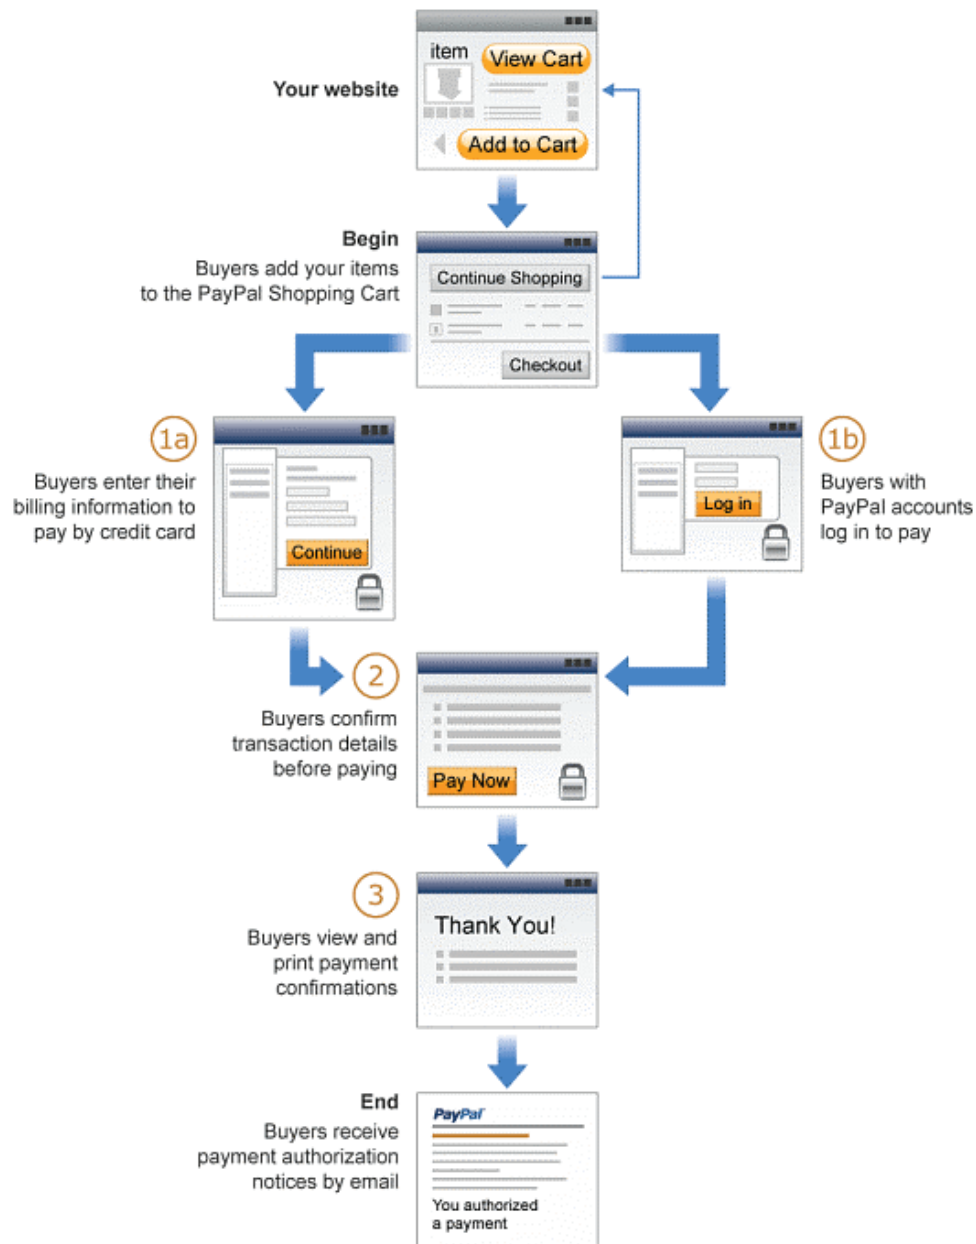 item
View Cart
Your website
Add to Cart
Begin
Buyers add your items
to the PayPal Shopping Cart
Continue Shopping
Checkout
1a
Buyers enter their
billing information to
pay by credit card
Continue
1b
Buyers with
PayPal accounts
log in to pay
Log in
2
Buyers confirm
transaction details
before paying
Pay Now
3
Buyers view and
print payment
confirmations
Thank You!
End
Buyers receive
payment authorization
notices by email
PayPal
You authorized
a payment